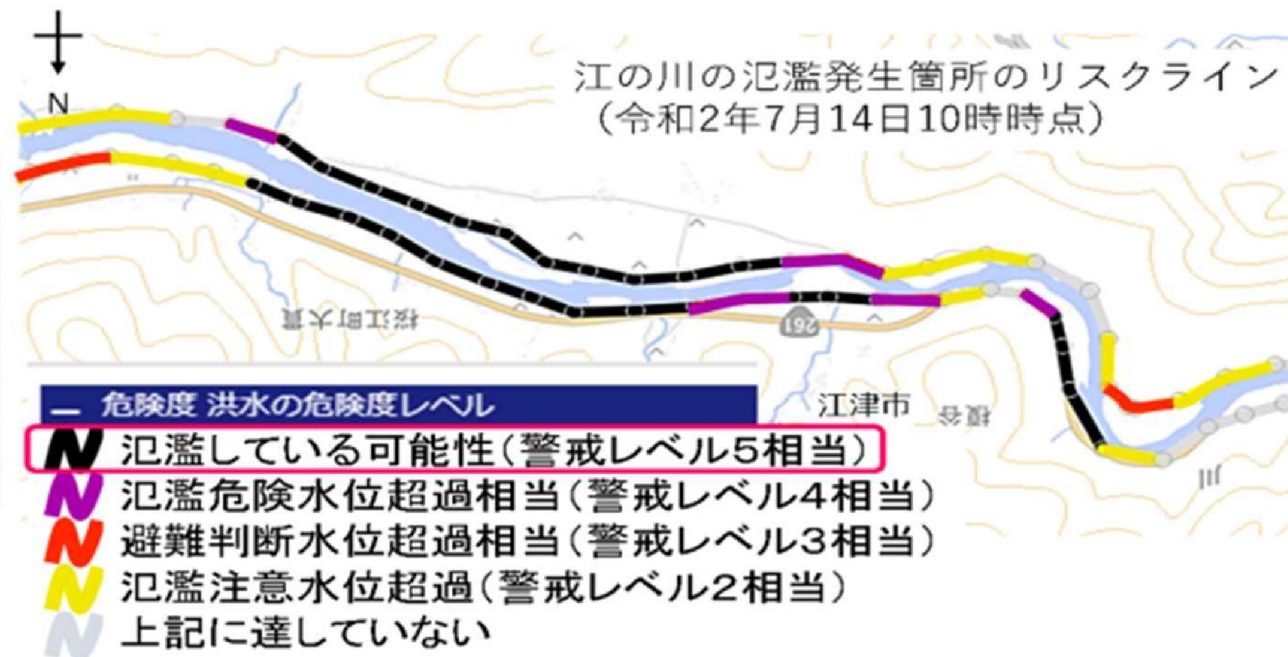 N
江の川の氾濫発生箇所のリスクライン
（令和2年7月14日10時時点）
桜江町大貫
261
江津市
榎谷
川
危険度 洪水の危険度レベル
氾濫している可能性（警戒レベル5相当）
氾濫危険水位超過相当（警戒レベル4相当）
避難判断水位超過相当（警戒レベル3相当）
氾濫注意水位超過（警戒レベル2相当）
上記に達していない